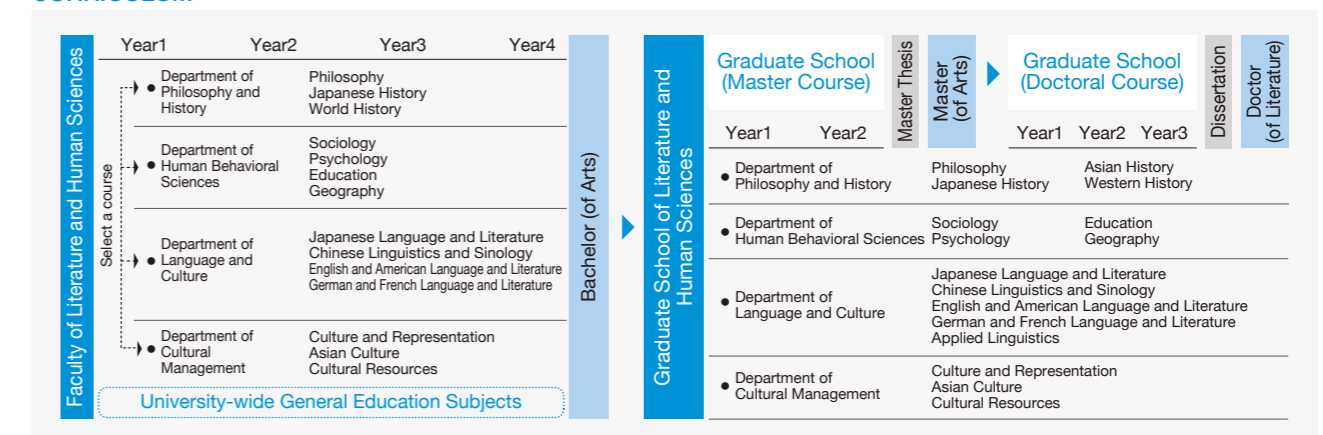 Faculty of Literature and Human Sciences
Year1 Year2 Year3 Year4
Select a course
Department of
Philosophy and
History
Philosophy
Japanese History
World History
Department of
Human Behavioral
Sciences
Sociology
Psychology
Education
Geography
Department of
Language and
Culture
Japanese Language and Literature
Chinese Linguistics and Sinology
English and American Language and Literature
German and French Language and Literature
Department of
Cultural
Management
Culture and Representation
Asian Culture
Cultural Resources
University-wide General Education Subjects
Bachelor (of Arts)
Graduate School of Literature and
Human Sciences
Graduate School
(Master Course)
Year1 Year2
Master Thesis
Master
(of Arts)
Graduate School
(Doctoral Course)
Year1 Year2 Year3
Dissertation
Doctor
(of Literature)
Department of
Philosophy and History
Philosophy
Japanese History
Asian History
Western History
Department of
Human Behavioral Sciences
Sociology
Psychology
Education
Geography
Department of
Language and Culture
Japanese Language and Literature
Chinese Linguistics and Sinology
English and American Language and Literature
German and French Language and Literature
Applied Linguistics
Department of
Cultural Management
Culture and Representation
Asian Culture
Cultural Resources